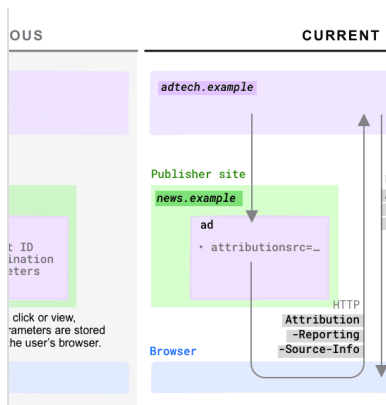 OUS
CURRENT
adtech.example
Publisher site
news.example
ad
• attributionsrc=…
t ID
ination
eters
click or view,
rameters are stored
he user's browser.
HTTP
Attribution
-Reporting
-Source-Info
Browser